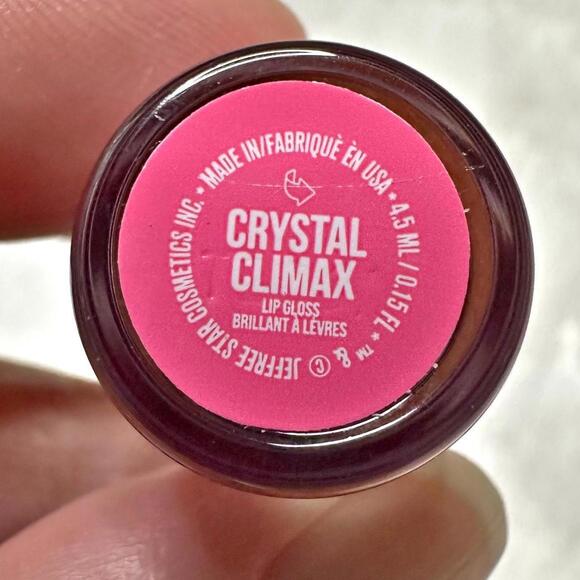 CRYSTAL
CLIMAX
LIP GLOSS
BRILLANT À LÈVRES
™ & © JEFFREE STAR COSMETICS INC. * MADE IN/FABRIQUÈ ÈN USA * 4,5 ML / 0.15 FL *